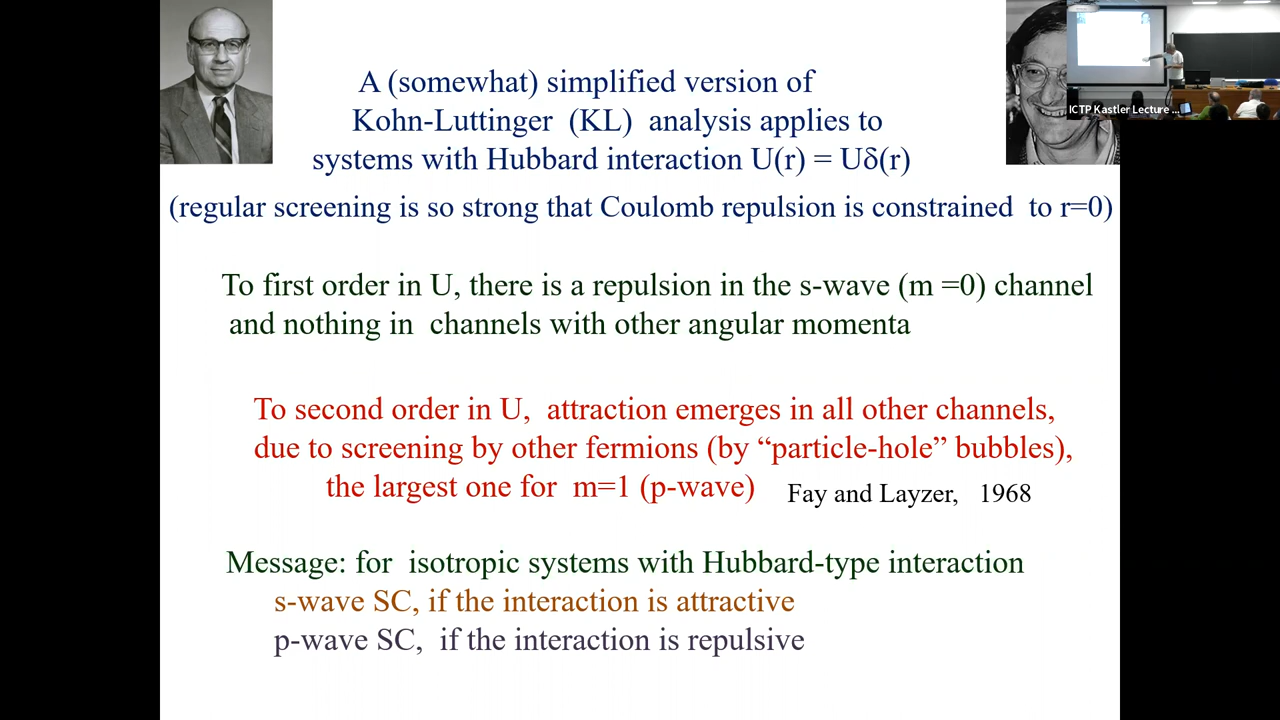 A (somewhat) simplified version of
Kohn-Luttinger (KL) analysis applies to
systems with Hubbard interaction U(r) = Uδ(r)
(regular screening is so strong that Coulomb repulsion is constrained to r=0)
To first order in U, there is a repulsion in the s-wave (m =0) channel
and nothing in channels with other angular momenta
To second order in U, attraction emerges in all other channels,
due to screening by other fermions (by “particle-hole” bubbles),
the largest one for m=1 (p-wave)
Fay and Layzer, 1968
Message: for isotropic systems with Hubbard-type interaction
s-wave SC, if the interaction is attractive
p-wave SC, if the interaction is repulsive
ICTP Kastler Lecture ...